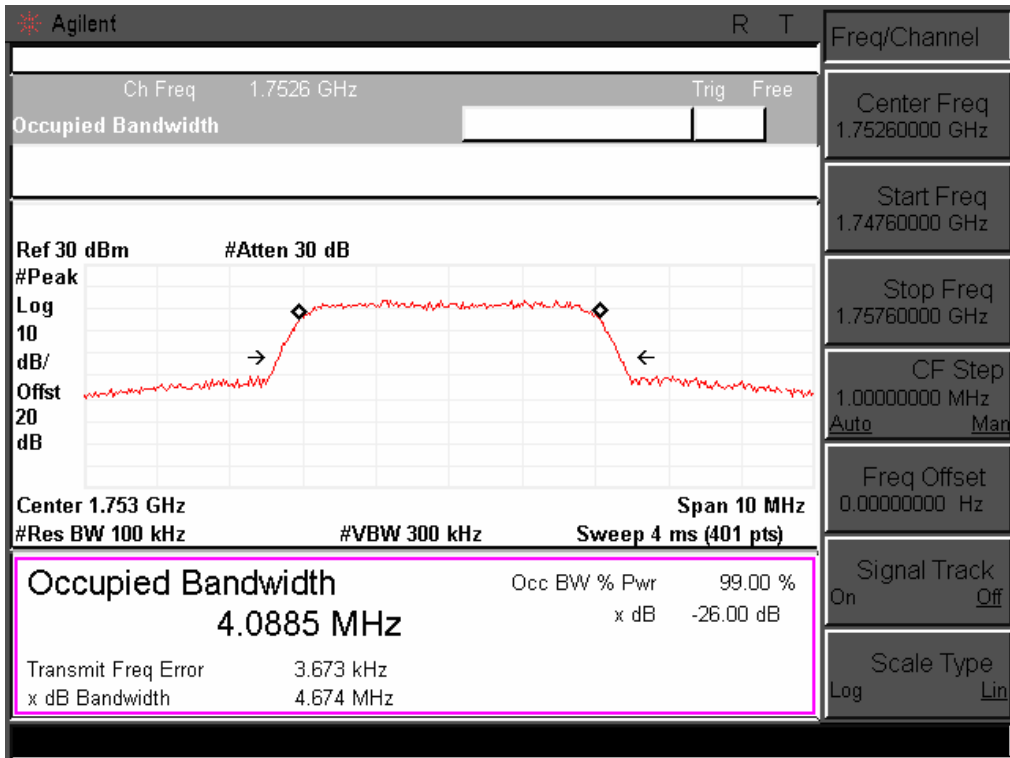 Agilent R T
Ch Freq 1.7526 GHz Trig Free
Occupied Bandwidth
Ref 30 dBm #Atten 30 dB
#Peak
Log
10
dB/
Offst
20
dB
Center 1.753 GHz Span 10 MHz
#Res BW 100 kHz #VBW 300 kHz Sweep 4 ms (401 pts)
Occupied Bandwidth
4.0885 MHz
Occ BW % Pwr 99.00 %
x dB -26.00 dB
Transmit Freq Error 3.673 kHz
x dB Bandwidth 4.674 MHz
Freq/Channel
Center Freq
1.75260000 GHz
Start Freq
1.74760000 GHz
Stop Freq
1.75760000 GHz
CF Step
1.00000000 MHz
Auto Man
Freq Offset
0.00000000 Hz
Signal Track
On Off
Scale Type
Log Lin